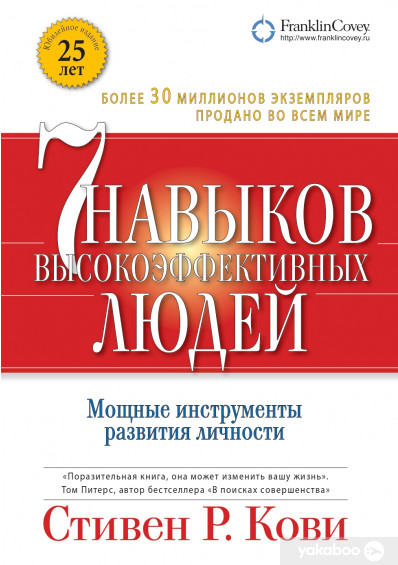 Юбилейное издание
25
лет
FranklinCovey
http://www.franklincovey.ru
БОЛЕЕ 30 МИЛЛИОНОВ ЭКЗЕМПЛЯРОВ
ПРОДАНО ВО ВСЕМ МИРЕ
7 НАВЫКОВ
ВЫСОКОЭФФЕКТИВНЫХ
ЛЮДЕЙ
Мощные инструменты
развития личности
«Поразительная книга, она может изменить вашу жизнь».
Том Питерс, автор бестселлера «В поисках совершенства»
Стивен Р. Кови
yakaboo